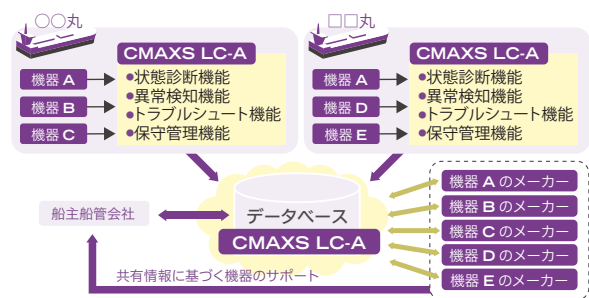 ○○丸
CMAXS LC-A
機器 A
機器 B
機器 C
●状態診断機能
●異常検知機能
●トラブルシュート機能
●保守管理機能
□□丸
CMAXS LC-A
機器 A
機器 D
機器 E
●状態診断機能
●異常検知機能
●トラブルシュート機能
●保守管理機能
船主船管会社
データベース
CMAXS LC-A
機器 A のメーカー
機器 B のメーカー
機器 C のメーカー
機器 D のメーカー
機器 E のメーカー
共有情報に基づく機器のサポート